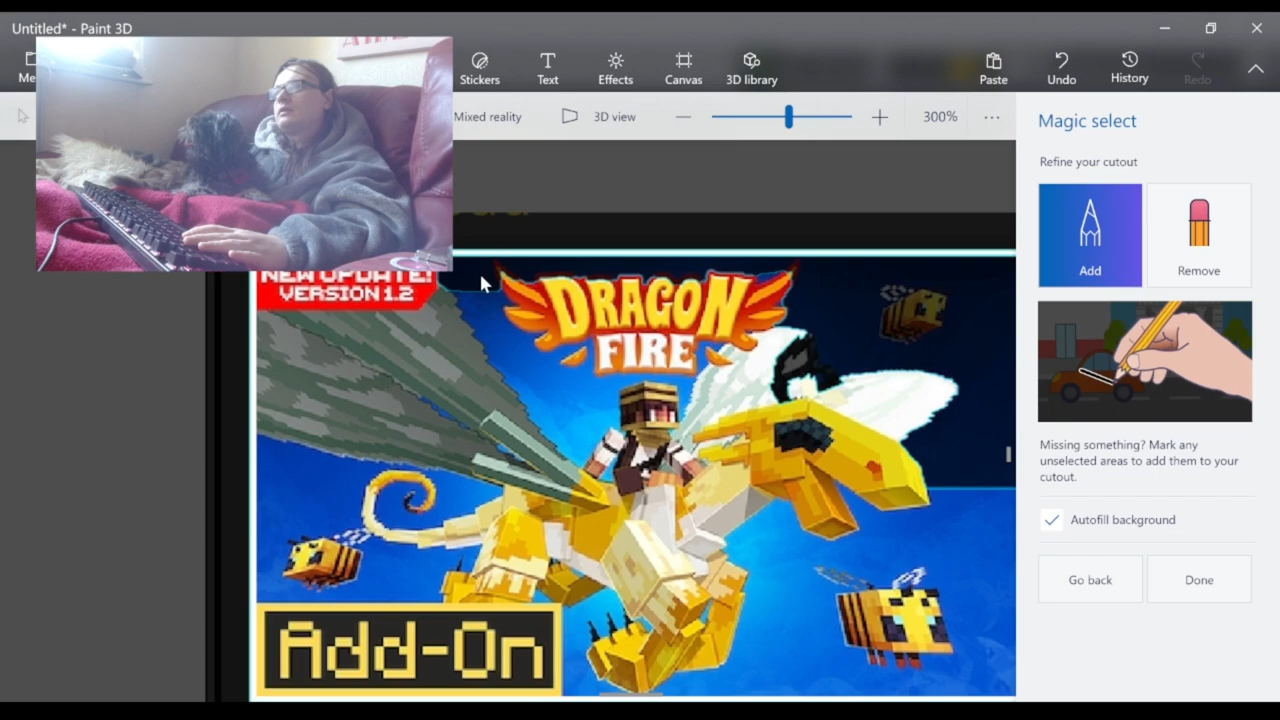 Untitled* - Paint 3D
Me
Stickers
Text
Effects
Canvas
3D library
Paste
Undo
History
Redo
Mixed reality
3D view
300%
Magic select
Refine your cutout
Add
Remove
Missing something? Mark any
unselected areas to add them to your
cutout.
Autofill background
Go back
Done
NEW UPDATE!
VERSION 1.2
DRAGON
FIRE
Add-On